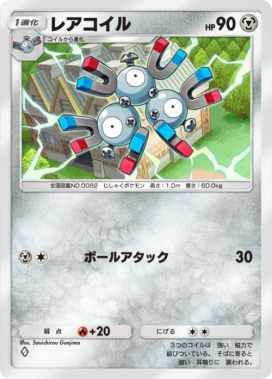 1進化 レアコイル HP90
コイルから進化
全国図鑑NO.0082 じしゃくポケモン 高さ:1.0m 重さ:60.0kg
ボールアタック 30
弱点 +20 にげる
Illus. Souichirou Gunjima
3つのコイルは 強い 磁力で
結びついている。 そばに寄ると
強い 耳鳴りに 襲われる。